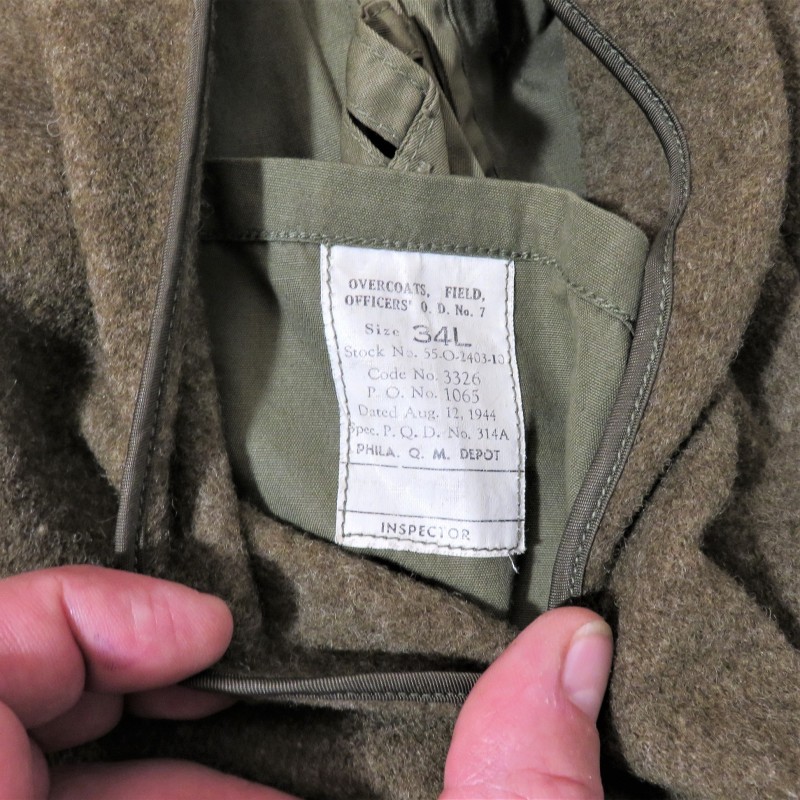 OVERCOATS, FIELD,
OFFICERS' O. D. No. 7
Size 34L
Stock No. 55-O-2403-10
Code No. 3326
P. O. No. 1065
Dated Aug. 12, 1944
Spec. P. Q. D. No. 314A
PHILA. Q. M. DEPOT
INSPECTOR